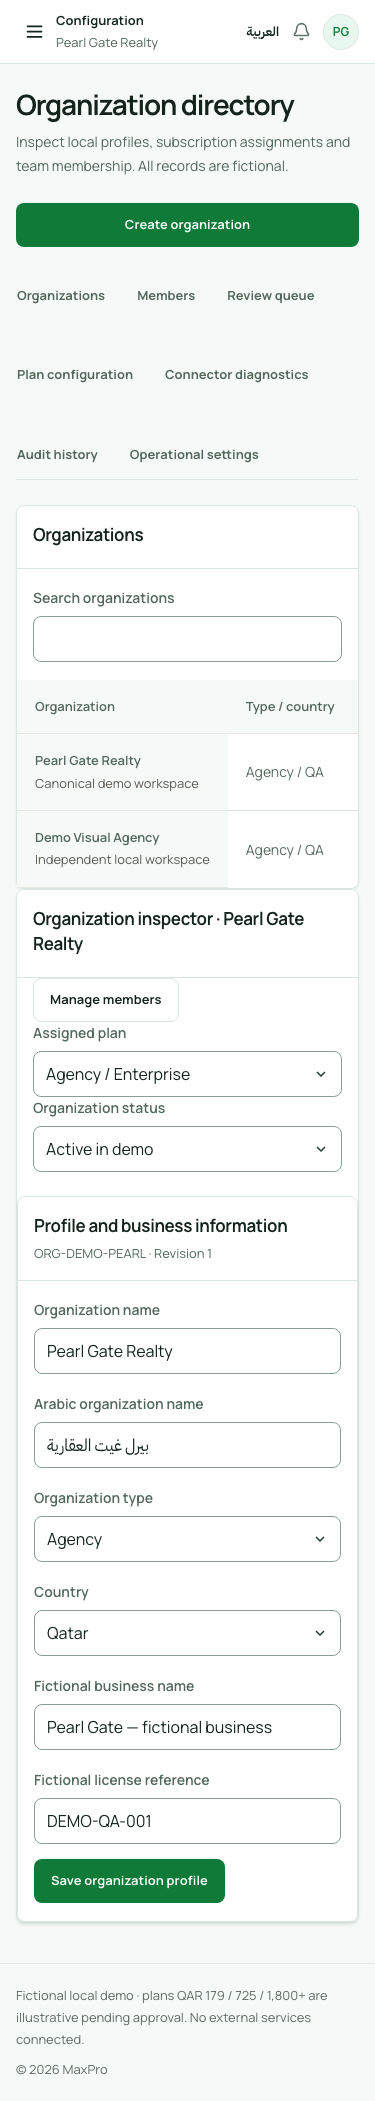 Configuration
Pearl Gate Realty
العربية
PG
Organization directory
Inspect local profiles, subscription assignments and
team membership. All records are fictional.
Create organization
Organizations Members Review queue
Plan configuration Connector diagnostics
Audit history Operational settings
Organizations
Search organizations
Organization Type / country
Pearl Gate Realty
Canonical demo workspace
Agency / QA
Demo Visual Agency
Independent local workspace
Agency / QA
Organization inspector · Pearl Gate
Realty
Manage members
Assigned plan
Agency / Enterprise
Organization status
Active in demo
Profile and business information
ORG-DEMO-PEARL · Revision 1
Organization name
Pearl Gate Realty
Arabic organization name
بيرل غيت العقارية
Organization type
Agency
Country
Qatar
Fictional business name
Pearl Gate — fictional business
Fictional license reference
DEMO-QA-001
Save organization profile
Fictional local demo · plans QAR 179 / 725 / 1,800+ are
illustrative pending approval. No external services
connected.
© 2026 MaxPro